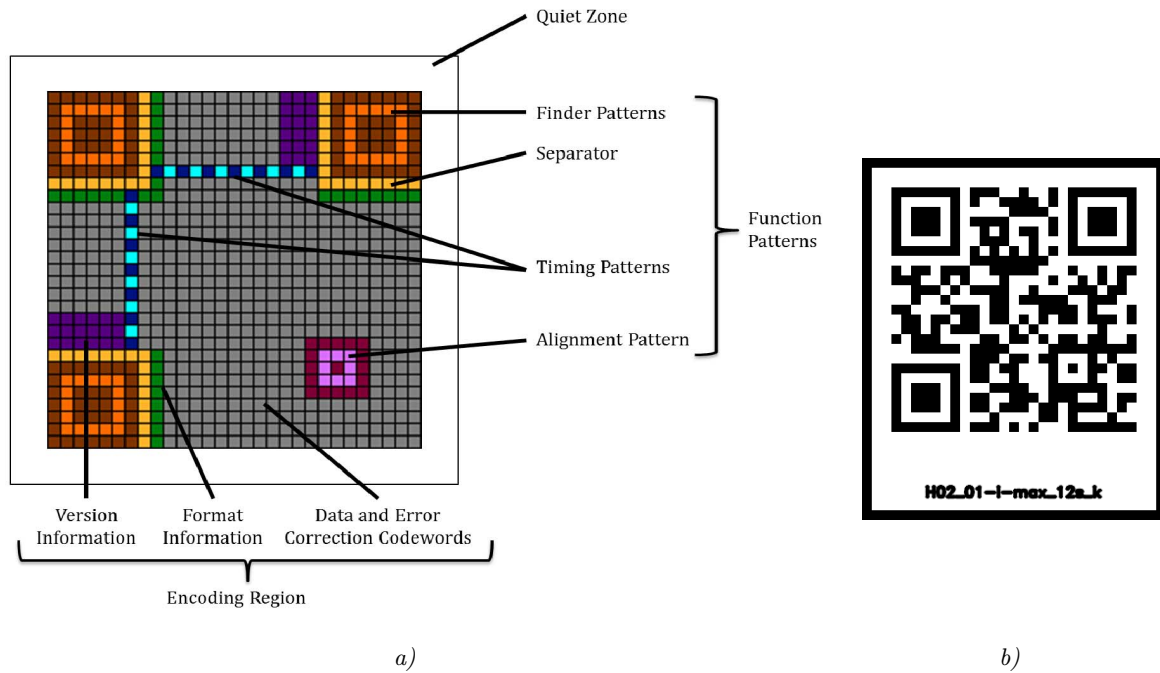 Quiet Zone
Finder Patterns
Separator
Function
Patterns
Timing Patterns
Alignment Pattern
Version
Information
Format
Information
Data and Error
Correction Codewords
Encoding Region
H02_01-i-max_12s_k
a)
b)